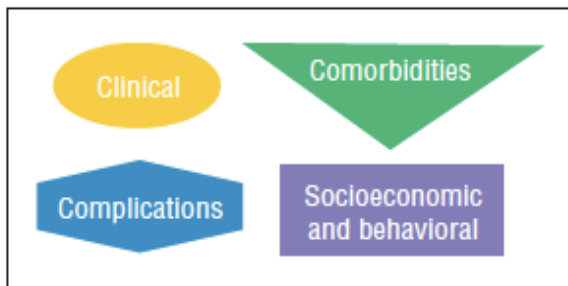 Clinical
Comorbidities
Complications
Socioeconomic
and behavioral